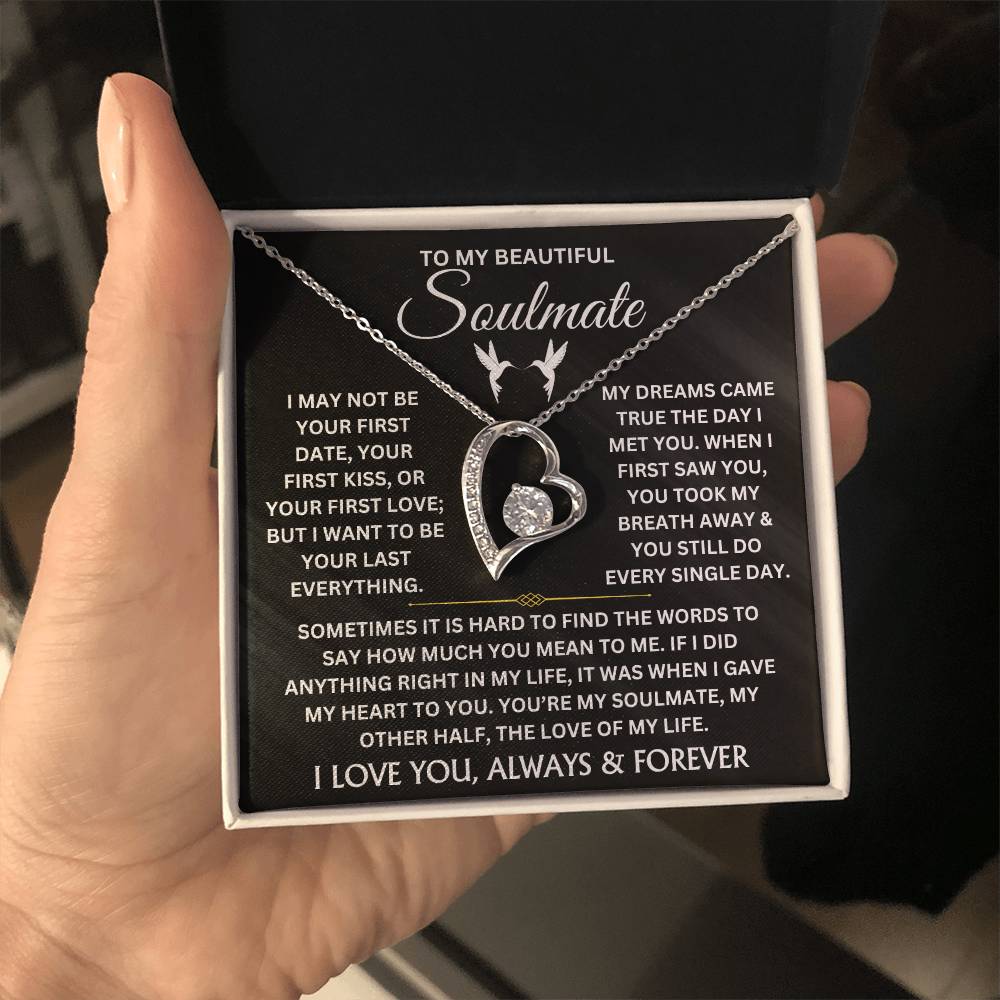 TO MY BEAUTIFUL
Soulmate
I MAY NOT BE
YOUR FIRST
DATE, YOUR
FIRST KISS, OR
YOUR FIRST LOVE;
BUT I WANT TO BE
YOUR LAST
EVERYTHING.
MY DREAMS CAME
TRUE THE DAY I
MET YOU. WHEN I
FIRST SAW YOU,
YOU TOOK MY
BREATH AWAY &
YOU STILL DO
EVERY SINGLE DAY.
SOMETIMES IT IS HARD TO FIND THE WORDS TO
SAY HOW MUCH YOU MEAN TO ME. IF I DID
ANYTHING RIGHT IN MY LIFE, IT WAS WHEN I GAVE
MY HEART TO YOU. YOU'RE MY SOULMATE, MY
OTHER HALF, THE LOVE OF MY LIFE.
I LOVE YOU, ALWAYS & FOREVER